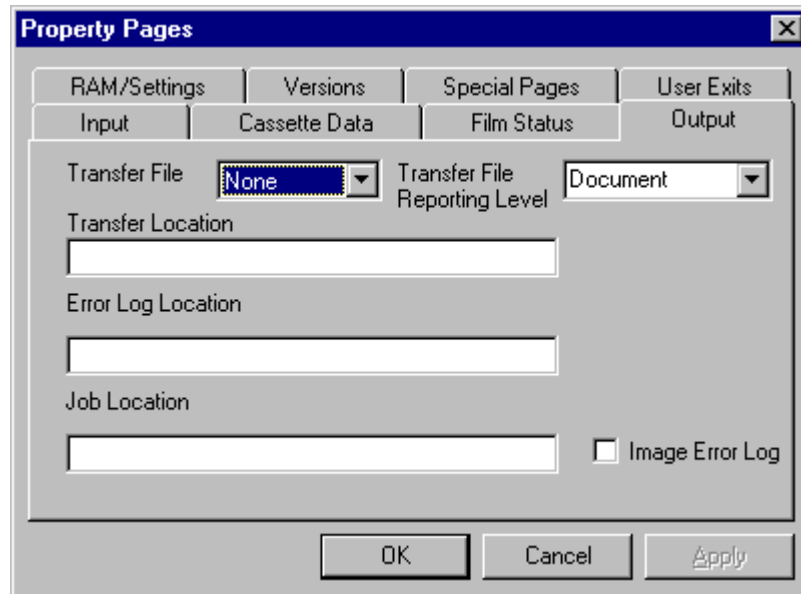 Property Pages
RAM/Settings Versions Special Pages User Exits
Input Cassette Data Film Status Output
Transfer File None Transfer File Reporting Level Document
Transfer Location
Error Log Location
Job Location
Image Error Log
OK Cancel Apply